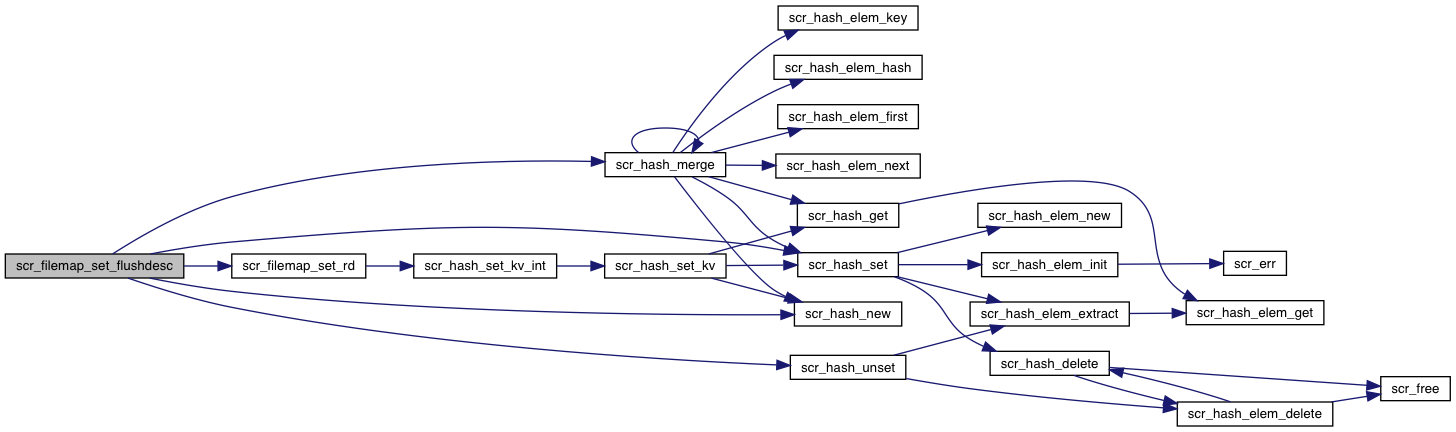 scr_hash_elem_key
scr_hash_elem_hash
scr_hash_elem_first
scr_hash_merge
scr_hash_elem_next
scr_hash_get
scr_hash_elem_new
scr_filemap_set_flushdesc
scr_filemap_set_rd
scr_hash_set_kv_int
scr_hash_set_kv
scr_hash_set
scr_hash_elem_init
scr_err
scr_hash_new
scr_hash_elem_extract
scr_hash_elem_get
scr_hash_unset
scr_hash_delete
scr_free
scr_hash_elem_delete